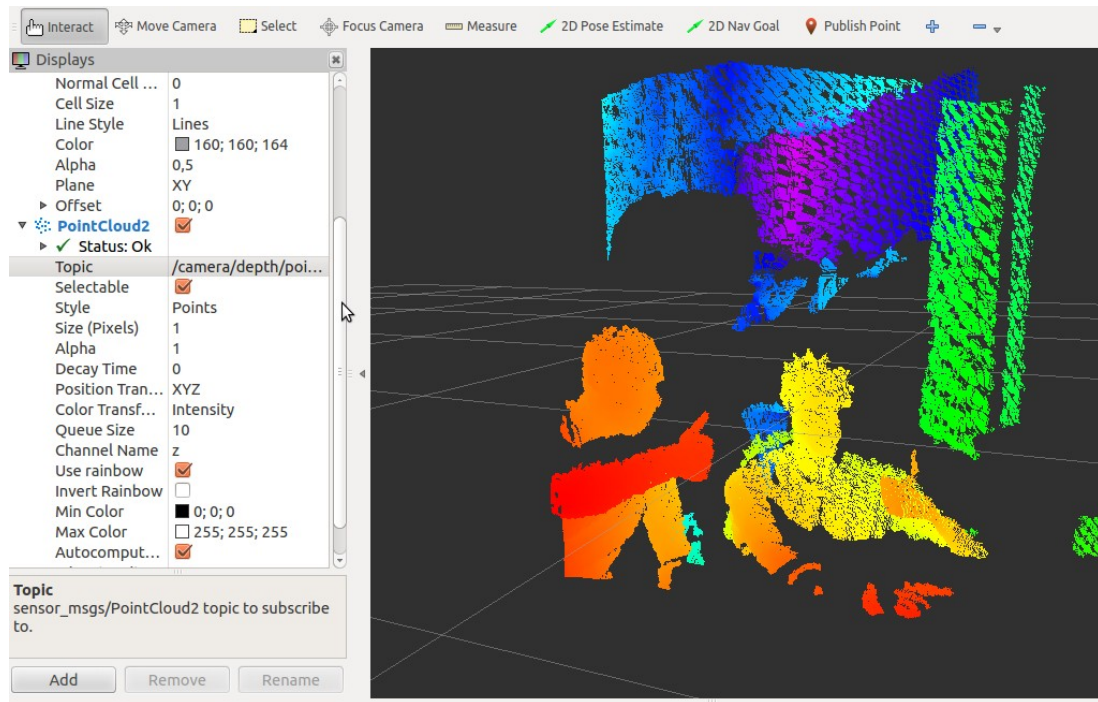 Interact Move Camera Select Focus Camera Measure 2D Pose Estimate 2D Nav Goal Publish Point
Displays
Normal Cell ... 0
Cell Size 1
Line Style Lines
Color 160; 160; 164
Alpha 0,5
Plane XY
Offset 0; 0; 0
PointCloud2
Status: Ok
Topic /camera/depth/poi...
Selectable
Style Points
Size (Pixels) 1
Alpha 1
Decay Time 0
Position Tran... XYZ
Color Transf... Intensity
Queue Size 10
Channel Name z
Use rainbow
Invert Rainbow
Min Color 0; 0; 0
Max Color 255; 255; 255
Autocomput...
Topic
sensor_msgs/PointCloud2 topic to subscribe
to.
Add Remove Rename